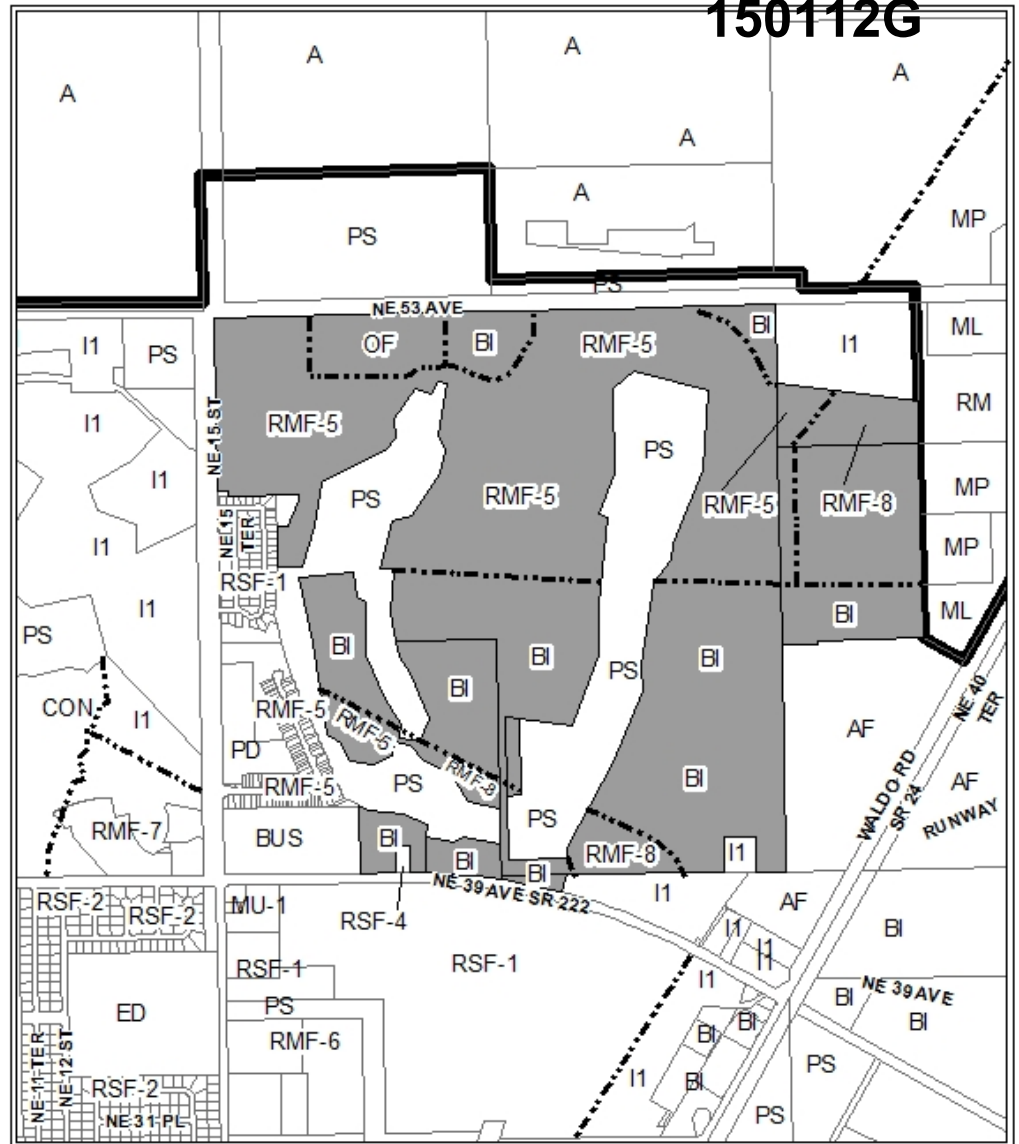 150112G
A
A
A
A
A
A
MP
PS
PS
NE 53 AVE
I1
PS
OF
BI
RMF-5
BI
I1
ML
RM
I1
NE 15 ST
RMF-5
PS
I1
PS
RMF-5
RMF-5
RMF-8
MP
I1
NE 15 TER
MP
RSF-1
I1
PS
BI
ML
BI
BI
BI
BI
PS
CON
I1
RMF-5
RMF-5
PD
AF
NE 40 TER
RMF-5
PS
RMF-8
BI
WALDO RD
SR 24
AF
RUNWAY
RMF-7
BUS
BI
BI
BI
PS
RMF-8
I1
NE 39 AVE SR 222
RSF-2
RSF-2
MU-1
RSF-4
I1
AF
I1
I1
I1
BI
RSF-1
RSF-1
I1
NE 39 AVE
BI
BI
ED
PS
RMF-6
BI
BI
PS
NE 11 TER
NE 12 ST
RSF-2
NE 31 PL
I1
BI
PS